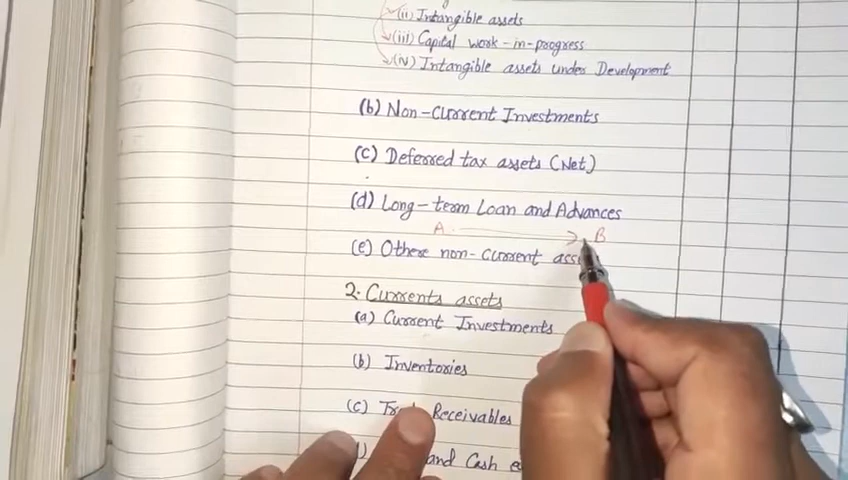 (ii) Intangible assets
(iii) Capital work-in-progress
(iv) Intangible assets under Development
(b) Non-Current Investments
(c) Deferred tax assets (Net)
(d) Long-term Loan and Advances
A B
(e) Othere non-current
2. Currents assets
(a) Current Investments
(b) Inventories
(c) Receivables
and Cash